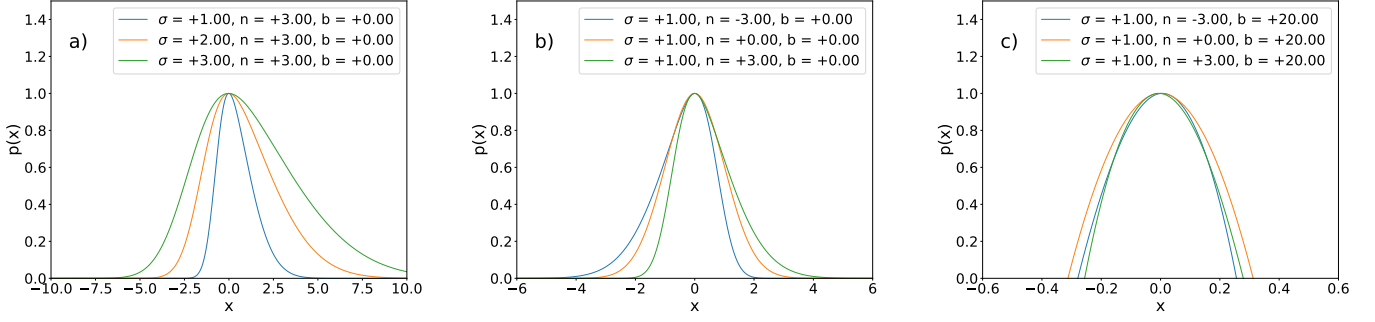 a)
σ = +1.00, n = +3.00, b = +0.00
σ = +2.00, n = +3.00, b = +0.00
σ = +3.00, n = +3.00, b = +0.00
p(x)
1.4
1.2
1.0
0.8
0.6
0.4
0.2
0.0
−10.0 −7.5 −5.0 −2.5 0.0 2.5 5.0 7.5 10.0
x
b)
σ = +1.00, n = -3.00, b = +0.00
σ = +1.00, n = +0.00, b = +0.00
σ = +1.00, n = +3.00, b = +0.00
p(x)
1.4
1.2
1.0
0.8
0.6
0.4
0.2
0.0
−6 −4 −2 0 2 4 6
x
c)
σ = +1.00, n = -3.00, b = +20.00
σ = +1.00, n = +0.00, b = +20.00
σ = +1.00, n = +3.00, b = +20.00
p(x)
1.4
1.2
1.0
0.8
0.6
0.4
0.2
0.0
−0.6 −0.4 −0.2 0.0 0.2 0.4 0.6
x